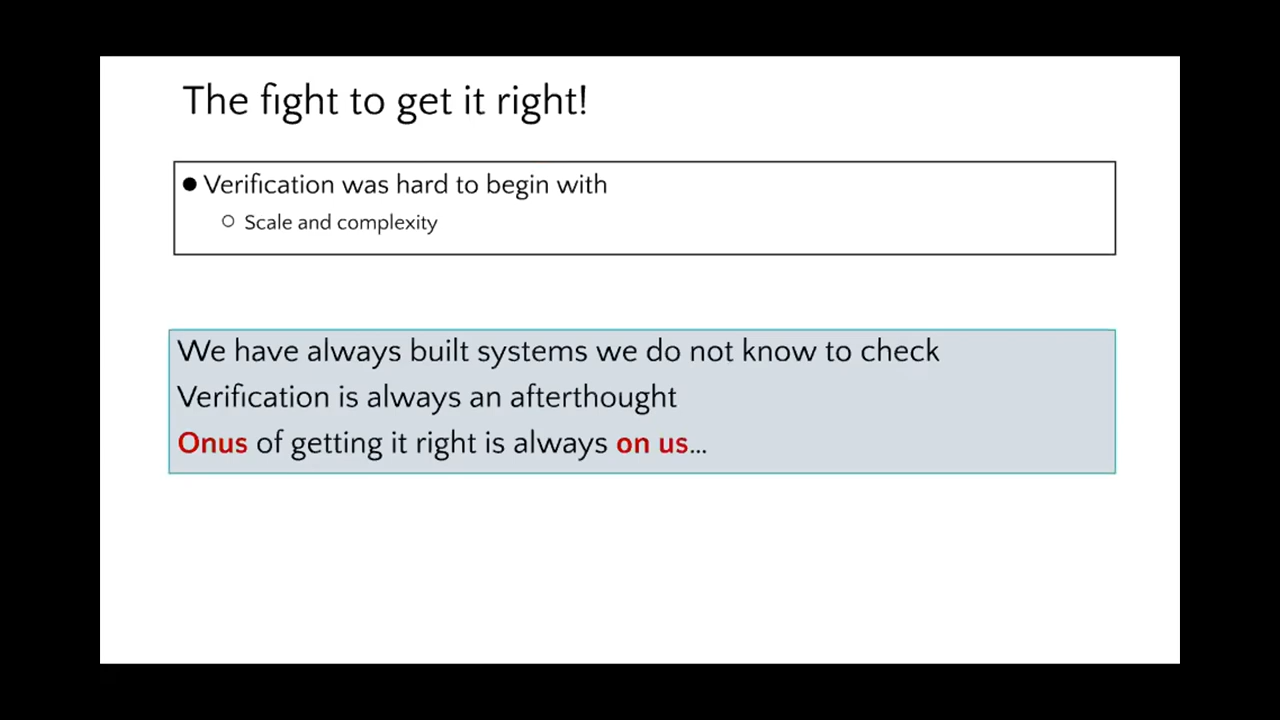 The fight to get it right!
● Verification was hard to begin with
○ Scale and complexity
We have always built systems we do not know to check
Verification is always an afterthought
Onus of getting it right is always on us...